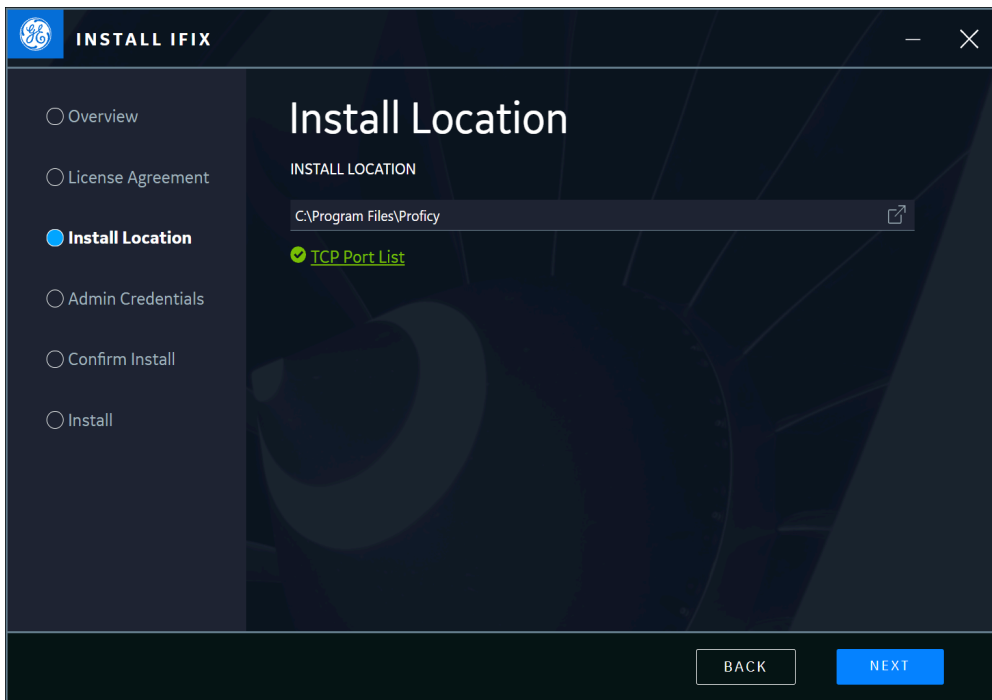 INSTALL IFIX
Overview
License Agreement
Install Location
Admin Credentials
Confirm Install
Install
Install Location
INSTALL LOCATION
C:\Program Files\Proficy
TCP Port List
BACK
NEXT